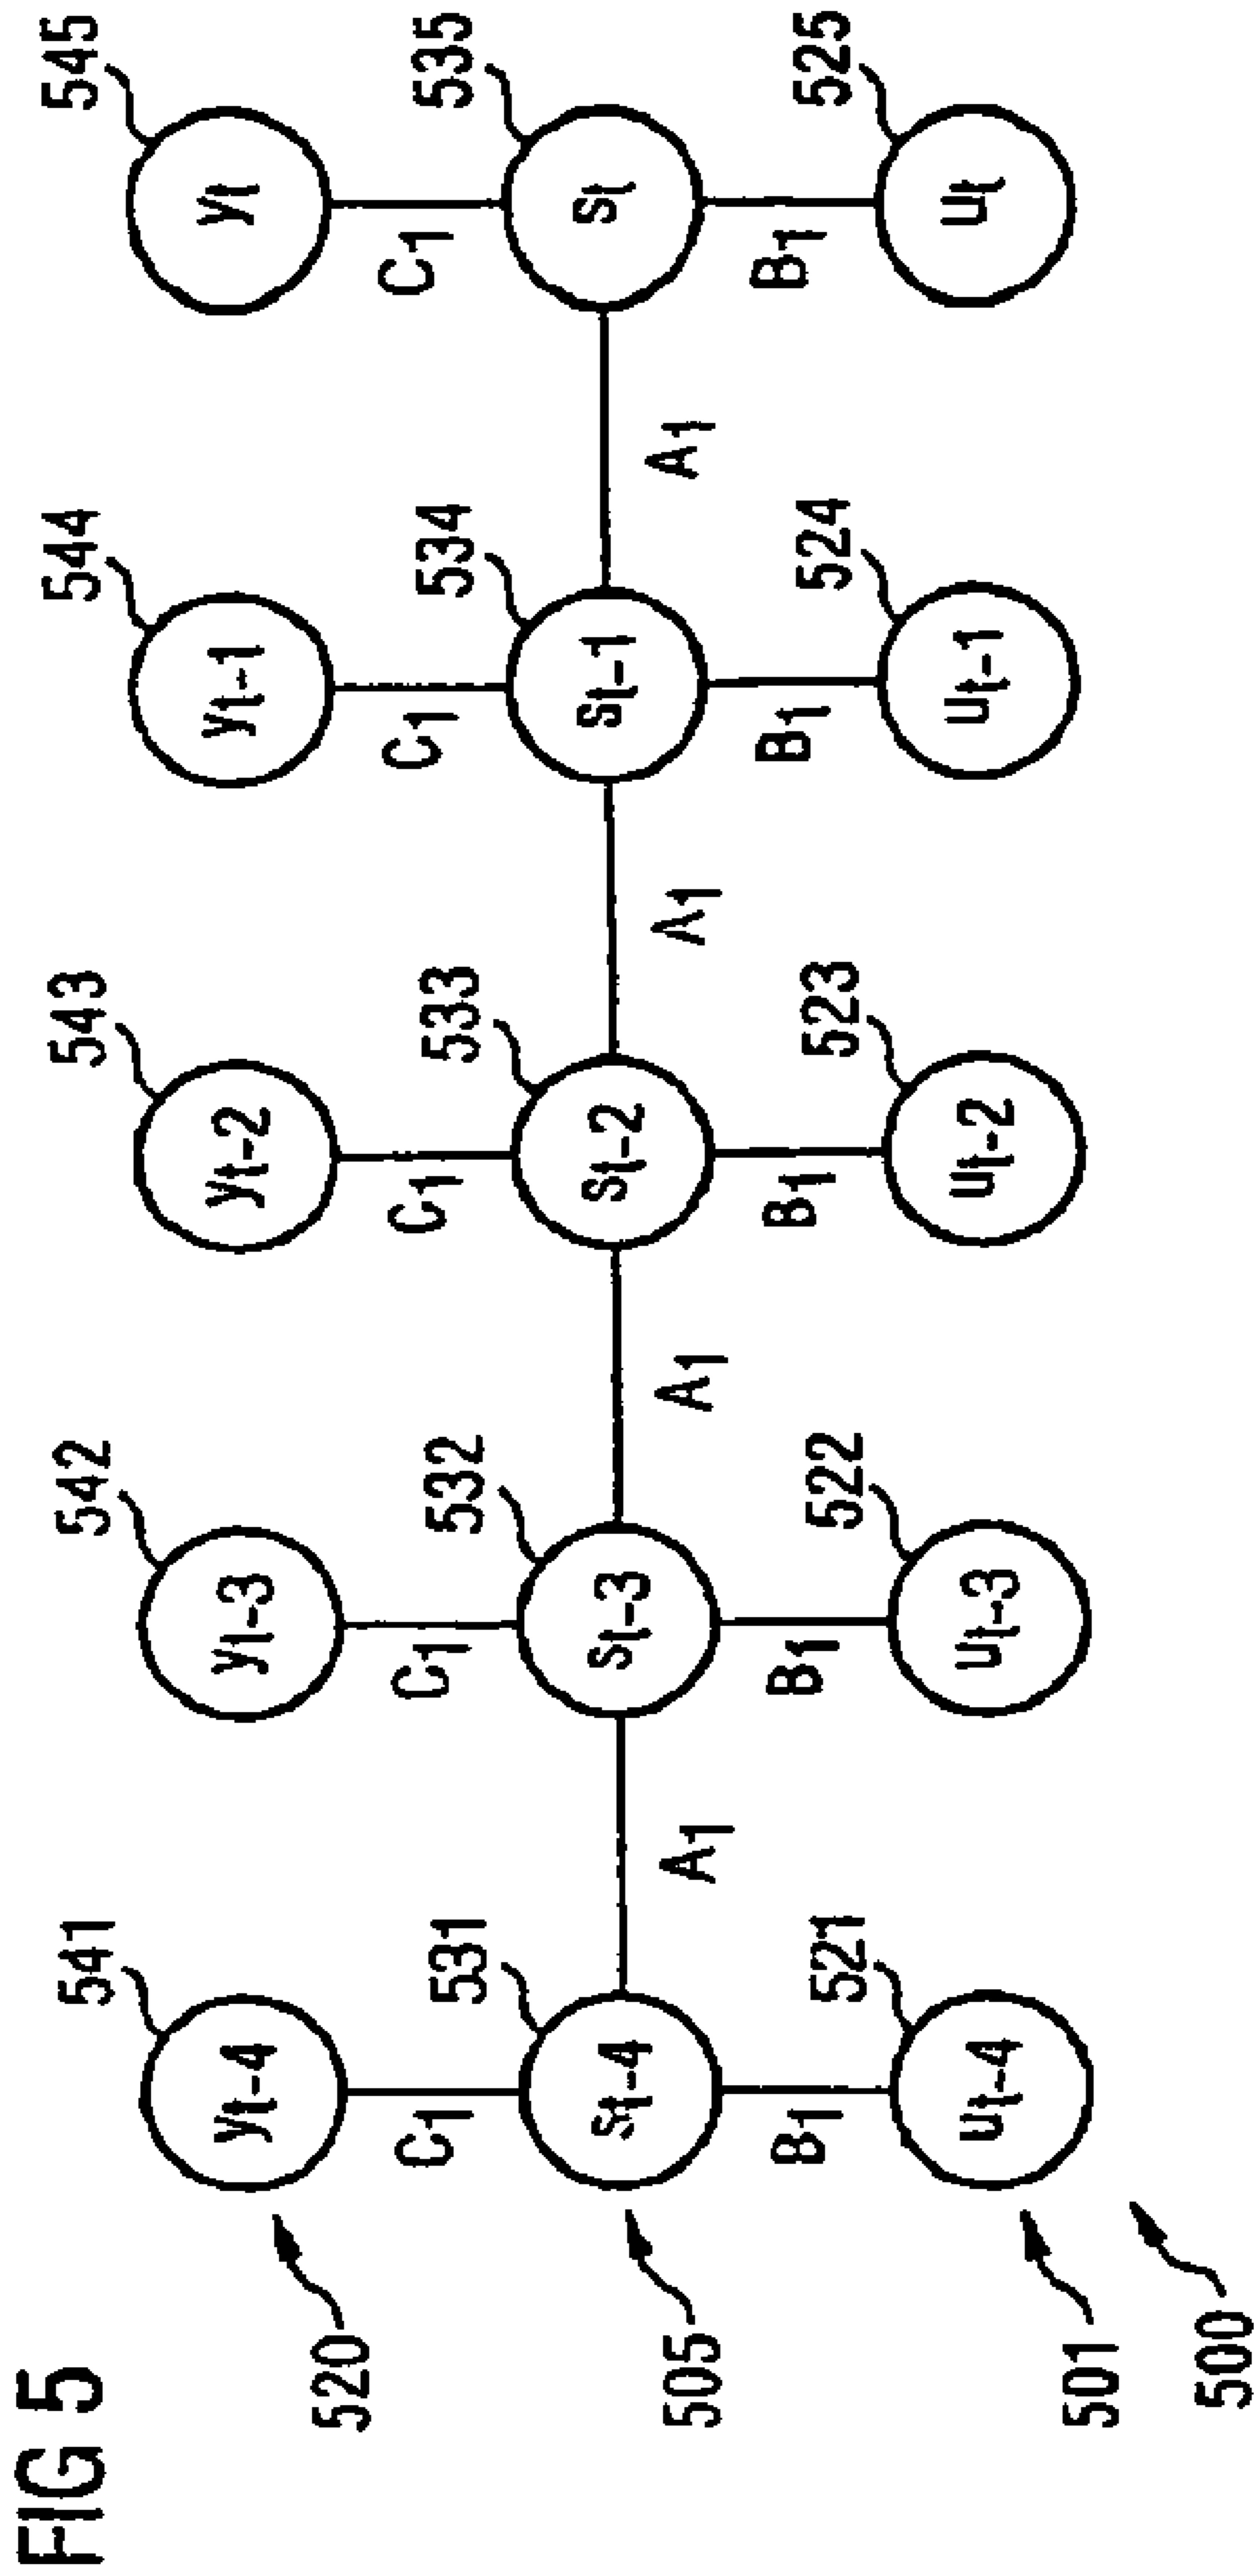 FIG 5
541 542 543 544 545
yt-4 yt-3 yt-2 yt-1 yt
520
C1 C1 C1 C1 C1
531 532 533 534 535
st-4 st-3 st-2 st-1 st
505
A1 A1 A1 A1
B1 B1 B1 B1 B1
521 522 523 524 525
ut-4 ut-3 ut-2 ut-1 ut
501
500